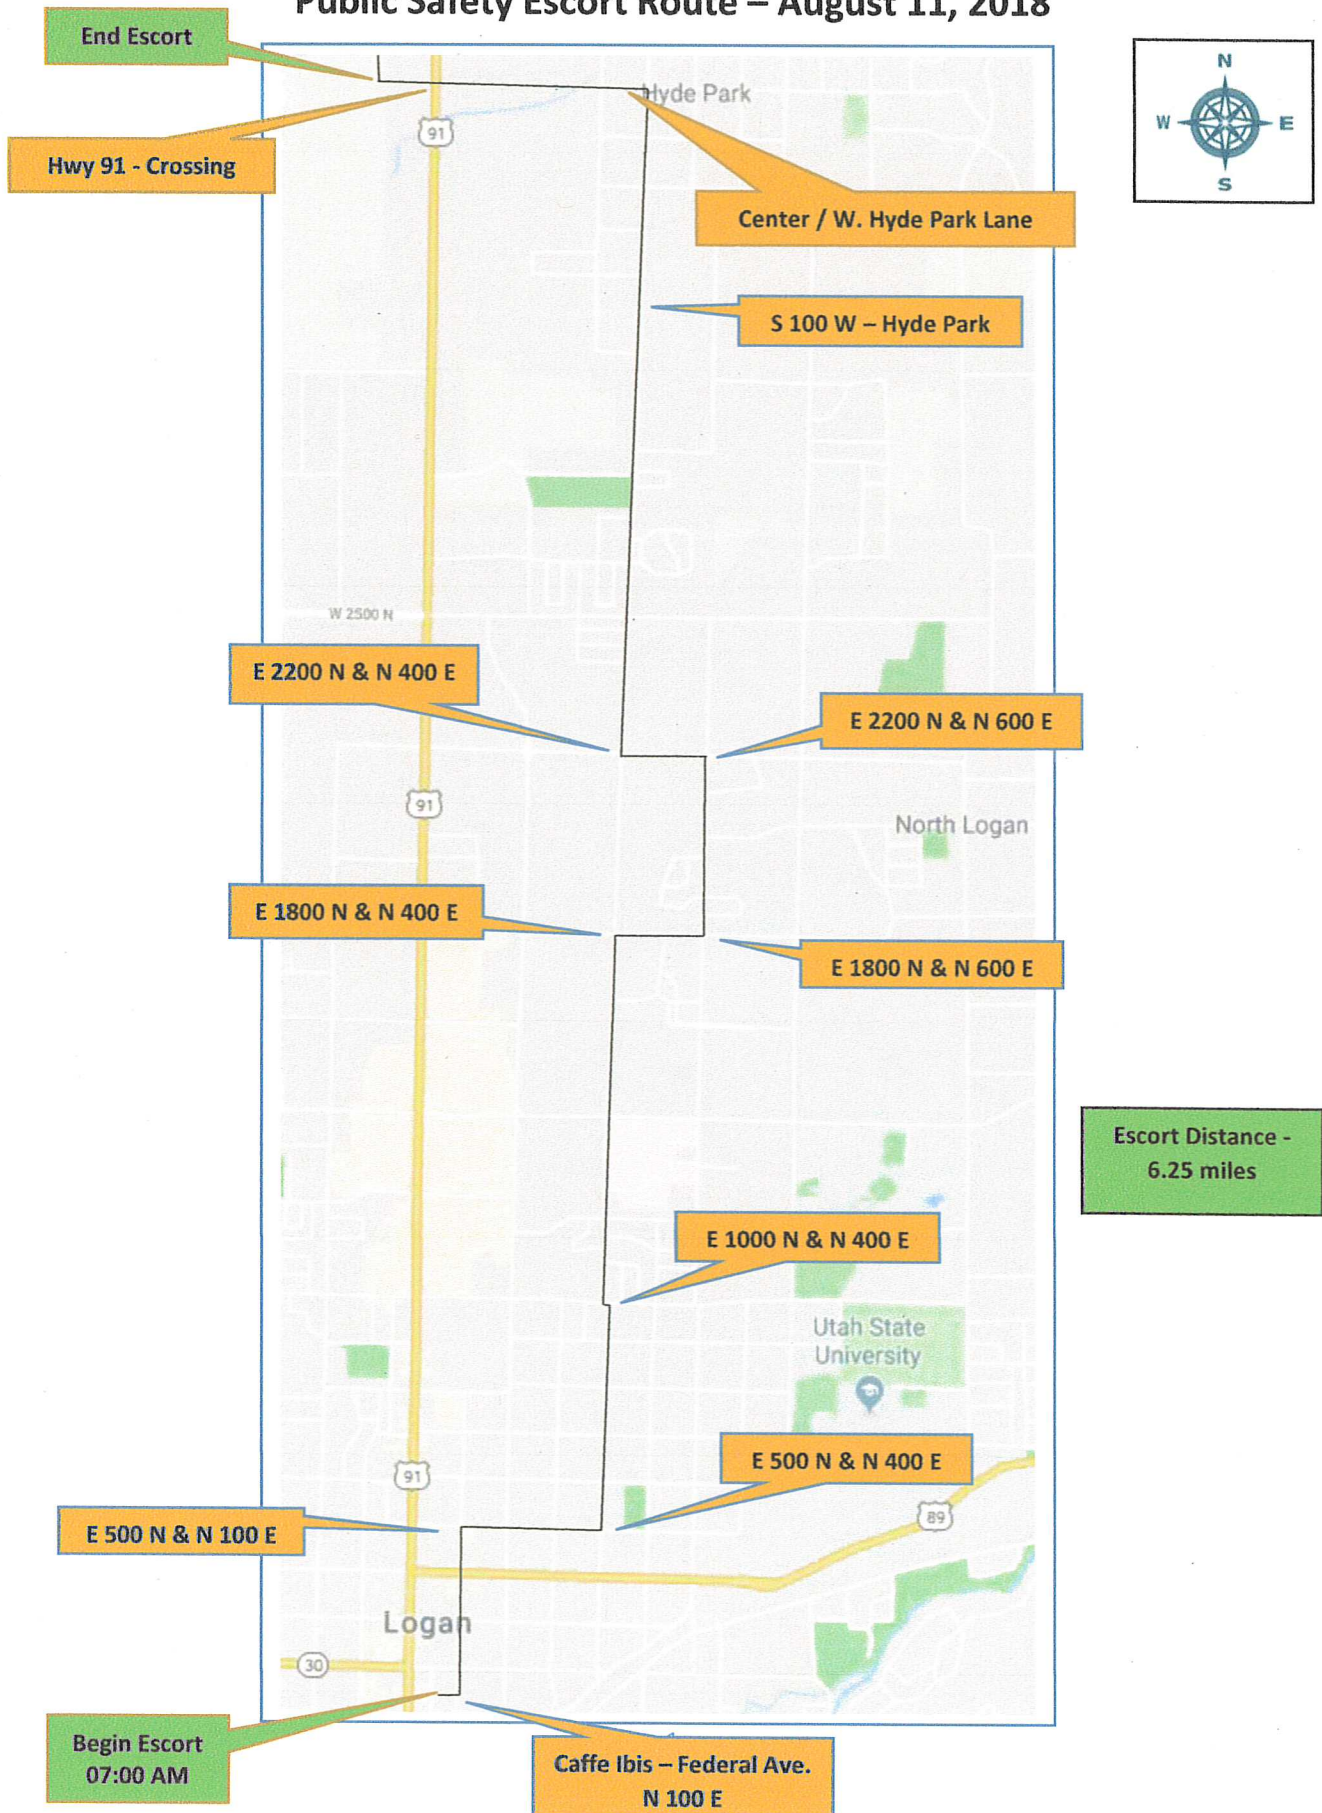 Public Safety Escort Route – August 11, 2018
End Escort
N
W
E
S
91
Hyde Park
Hwy 91 - Crossing
Center / W. Hyde Park Lane
S 100 W – Hyde Park
W 2500 N
E 2200 N & N 400 E
E 2200 N & N 600 E
91
North Logan
E 1800 N & N 400 E
E 1800 N & N 600 E
Escort Distance -
6.25 miles
E 1000 N & N 400 E
Utah State
University
E 500 N & N 400 E
91
89
E 500 N & N 100 E
Logan
30
Begin Escort
07:00 AM
Caffe Ibis – Federal Ave.
N 100 E